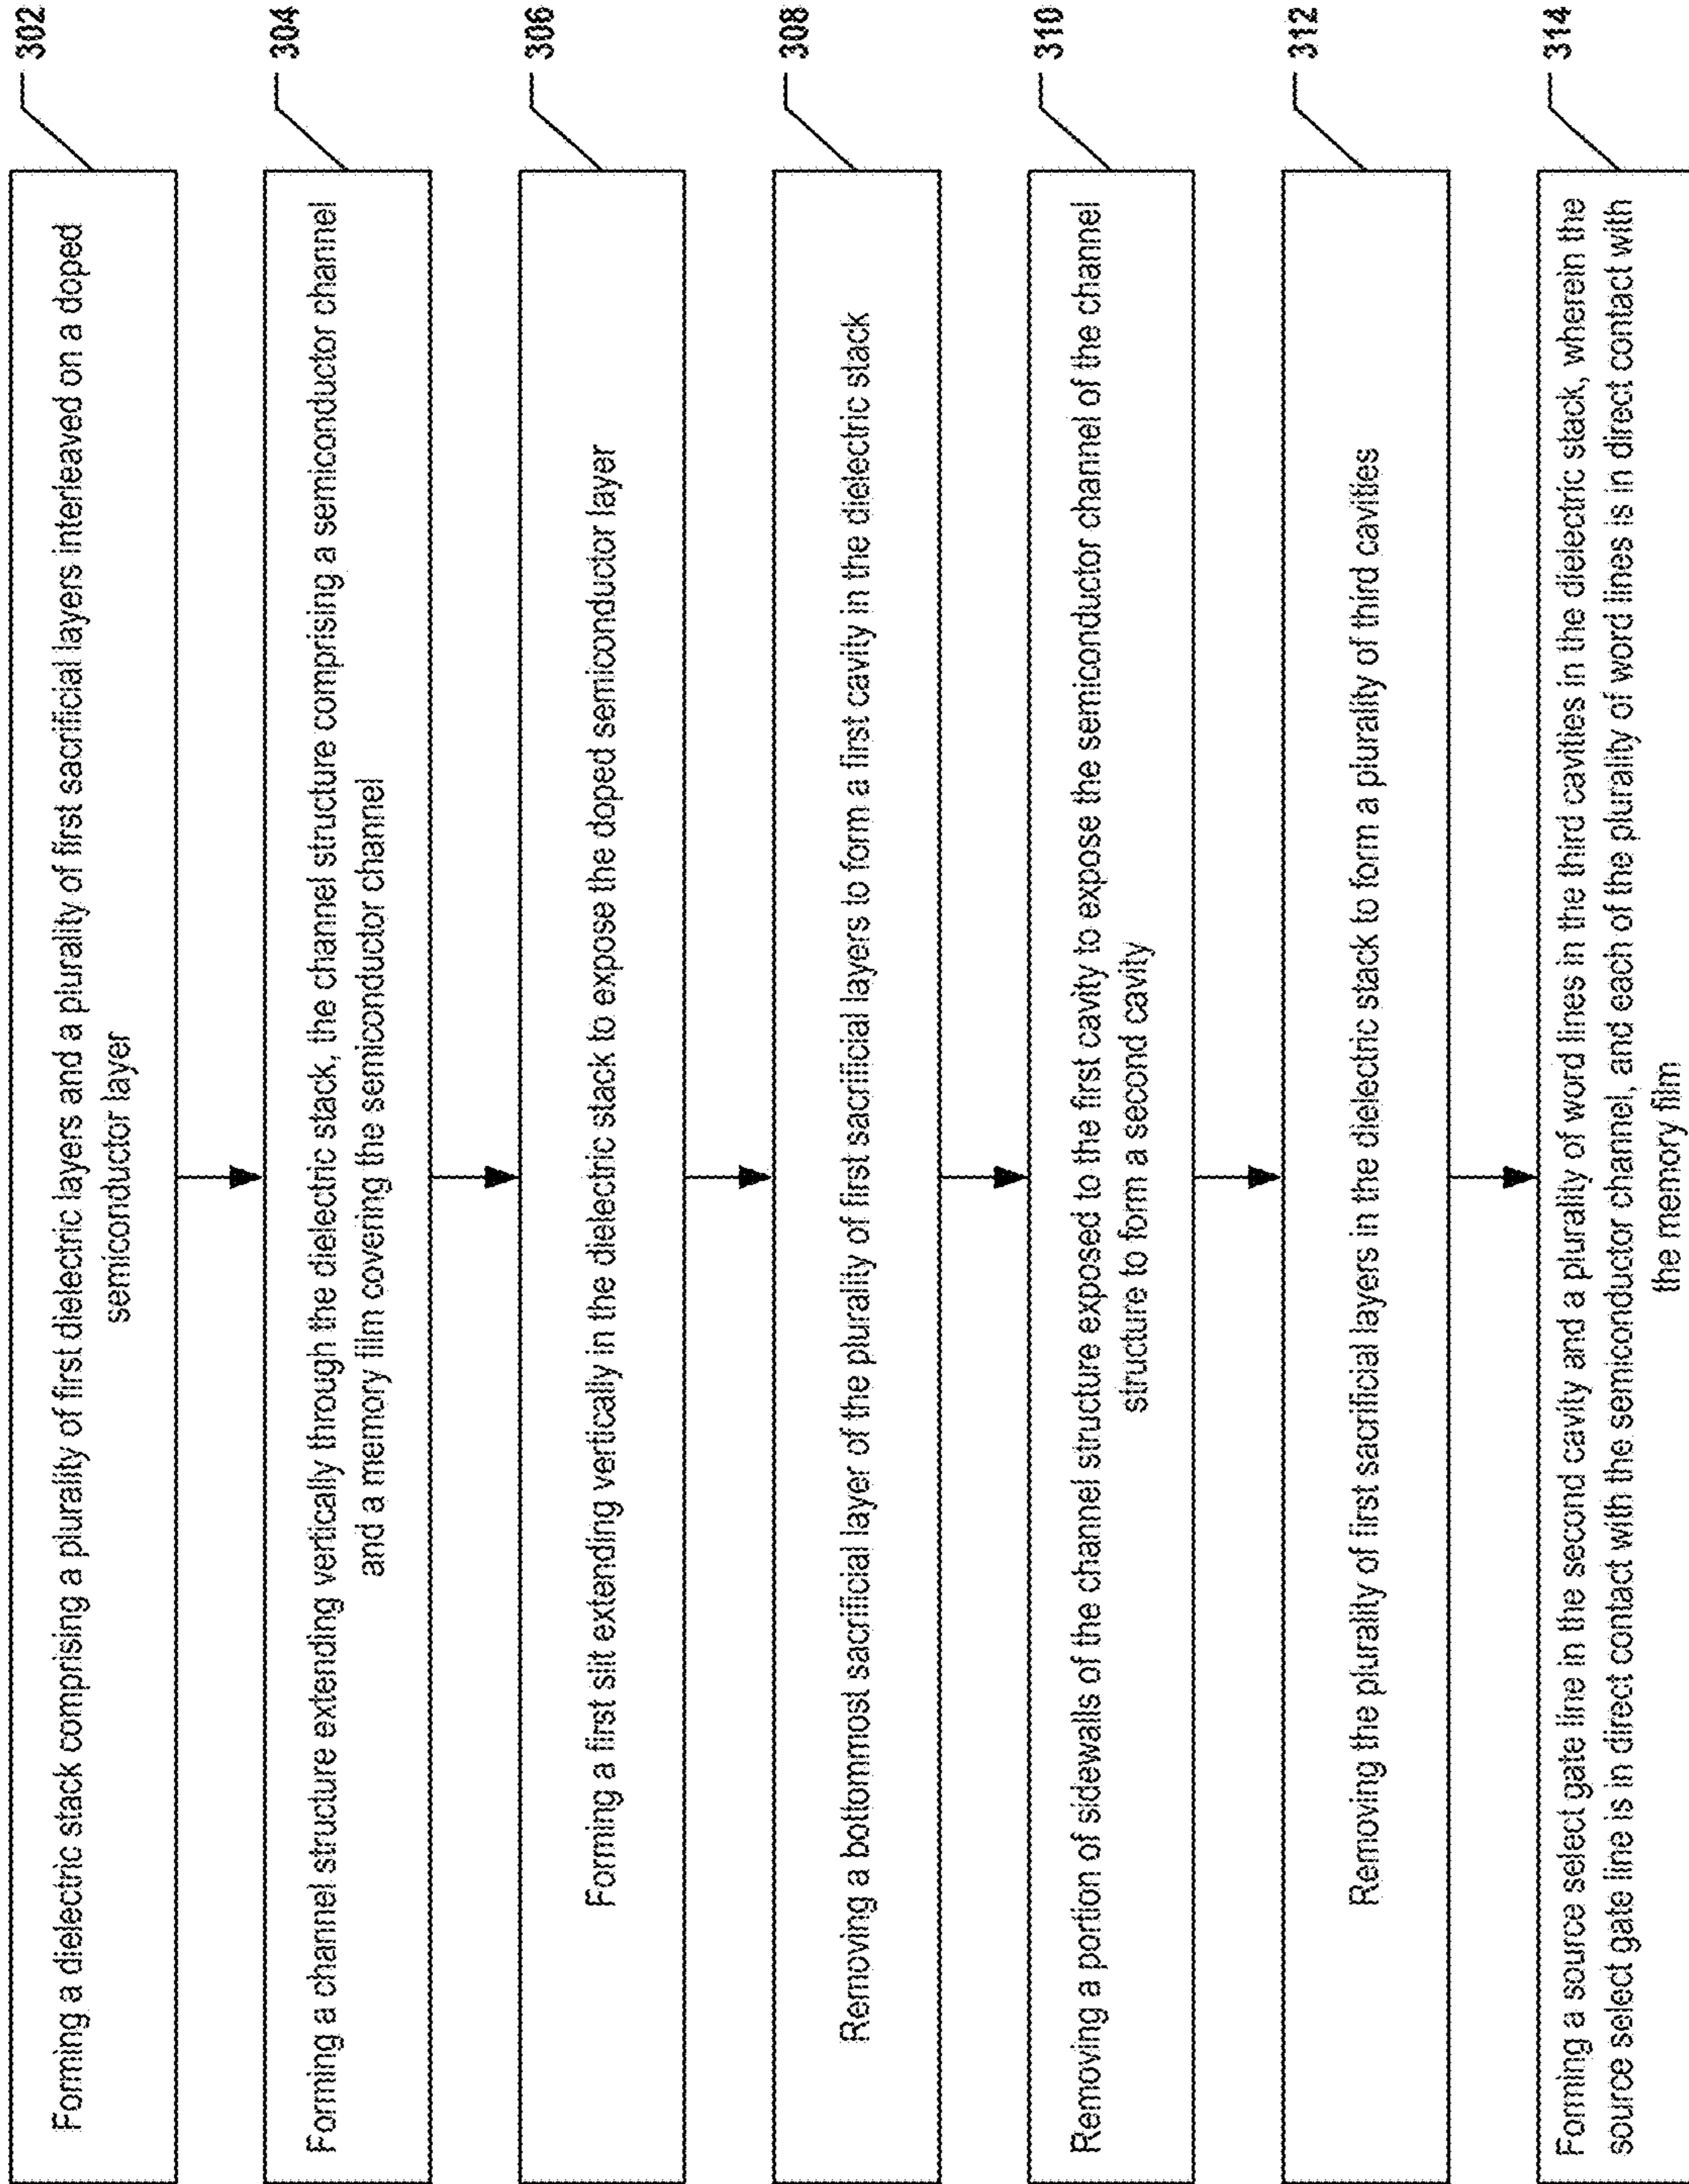 302
Forming a dielectric stack comprising a plurality of first dielectric layers and a plurality of first sacrificial layers interleaved on a doped
semiconductor layer
304
Forming a channel structure extending vertically through the dielectric stack, the channel structure comprising a semiconductor channel
and a memory film covering the semiconductor channel
306
Forming a first slit extending vertically in the dielectric stack to expose the doped semiconductor layer
308
Removing a bottommost sacrificial layer of the plurality of first sacrificial layers to form a first cavity in the dielectric stack
310
Removing a portion of sidewalls of the channel structure exposed to the first cavity to expose the semiconductor channel of the channel
structure to form a second cavity
312
Removing the plurality of first sacrificial layers in the dielectric stack to form a plurality of third cavities
314
Forming a source select gate line in the second cavity and a plurality of word lines in the third cavities in the dielectric stack, wherein the
source select gate line is in direct contact with the semiconductor channel, and each of the plurality of word lines is in direct contact with
the memory film